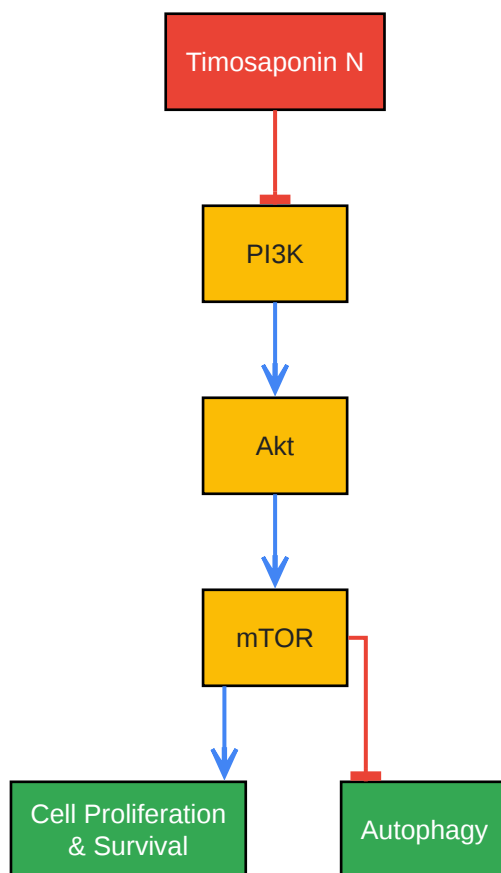 Timosaponin N
PI3K
Akt
mTOR
Cell Proliferation
& Survival
Autophagy